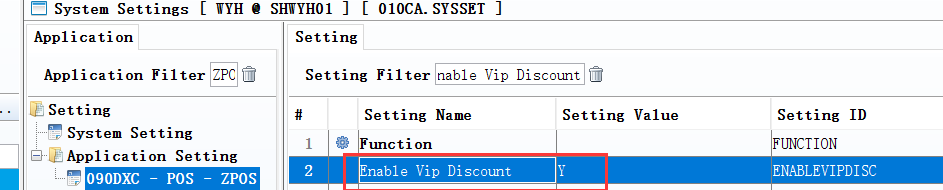 System Settings [ WYH @ SHWYH01 ] [ 010CA.SYSSET ]
Application
Setting
Application Filter ZPO
Setting Filter nable Vip Discount
Setting
System Setting
Application Setting
090DXC - POS - ZPOS
# Setting Name Setting Value Setting ID
1 Function FUNCTION
2 Enable Vip Discount Y ENABLEVIPDISC